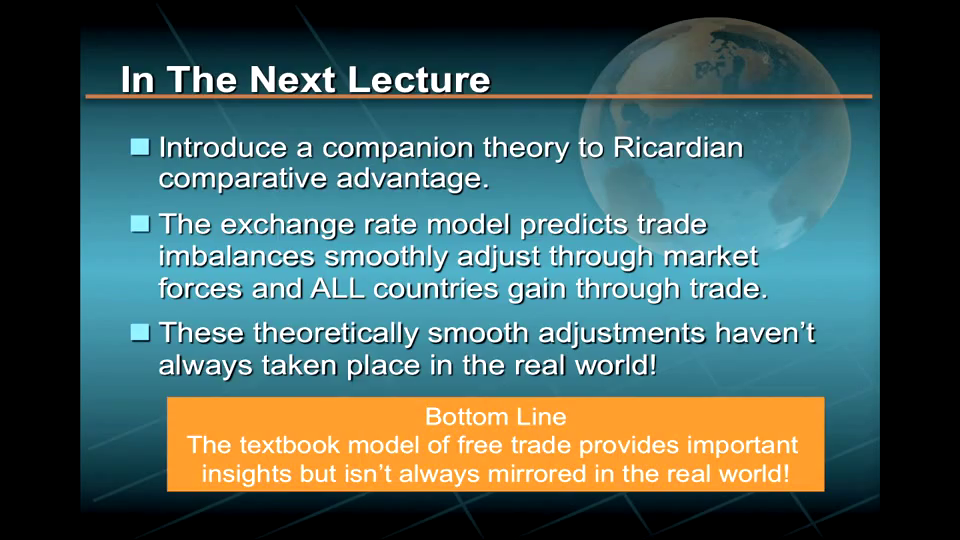 In The Next Lecture
Introduce a companion theory to Ricardian
comparative advantage.
The exchange rate model predicts trade
imbalances smoothly adjust through market
forces and ALL countries gain through trade.
These theoretically smooth adjustments haven’t
always taken place in the real world!
Bottom Line
The textbook model of free trade provides important
insights but isn’t always mirrored in the real world!